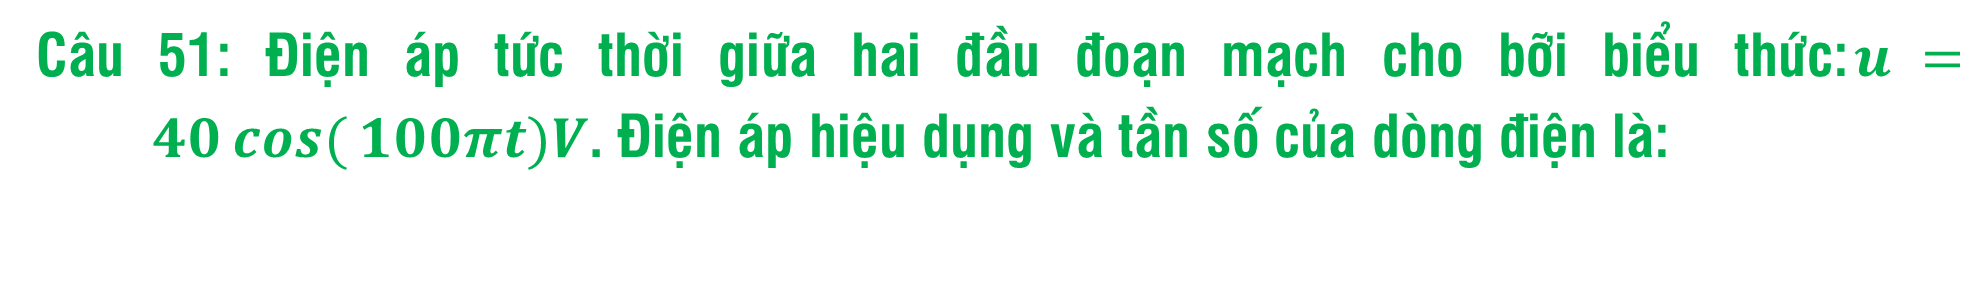 Câu 51: Điện áp tức thời giữa hai đầu đoạn mạch cho bỡi biểu thức:u =
40 cos( 100πt)V. Điện áp hiệu dụng và tần số của dòng điện là: